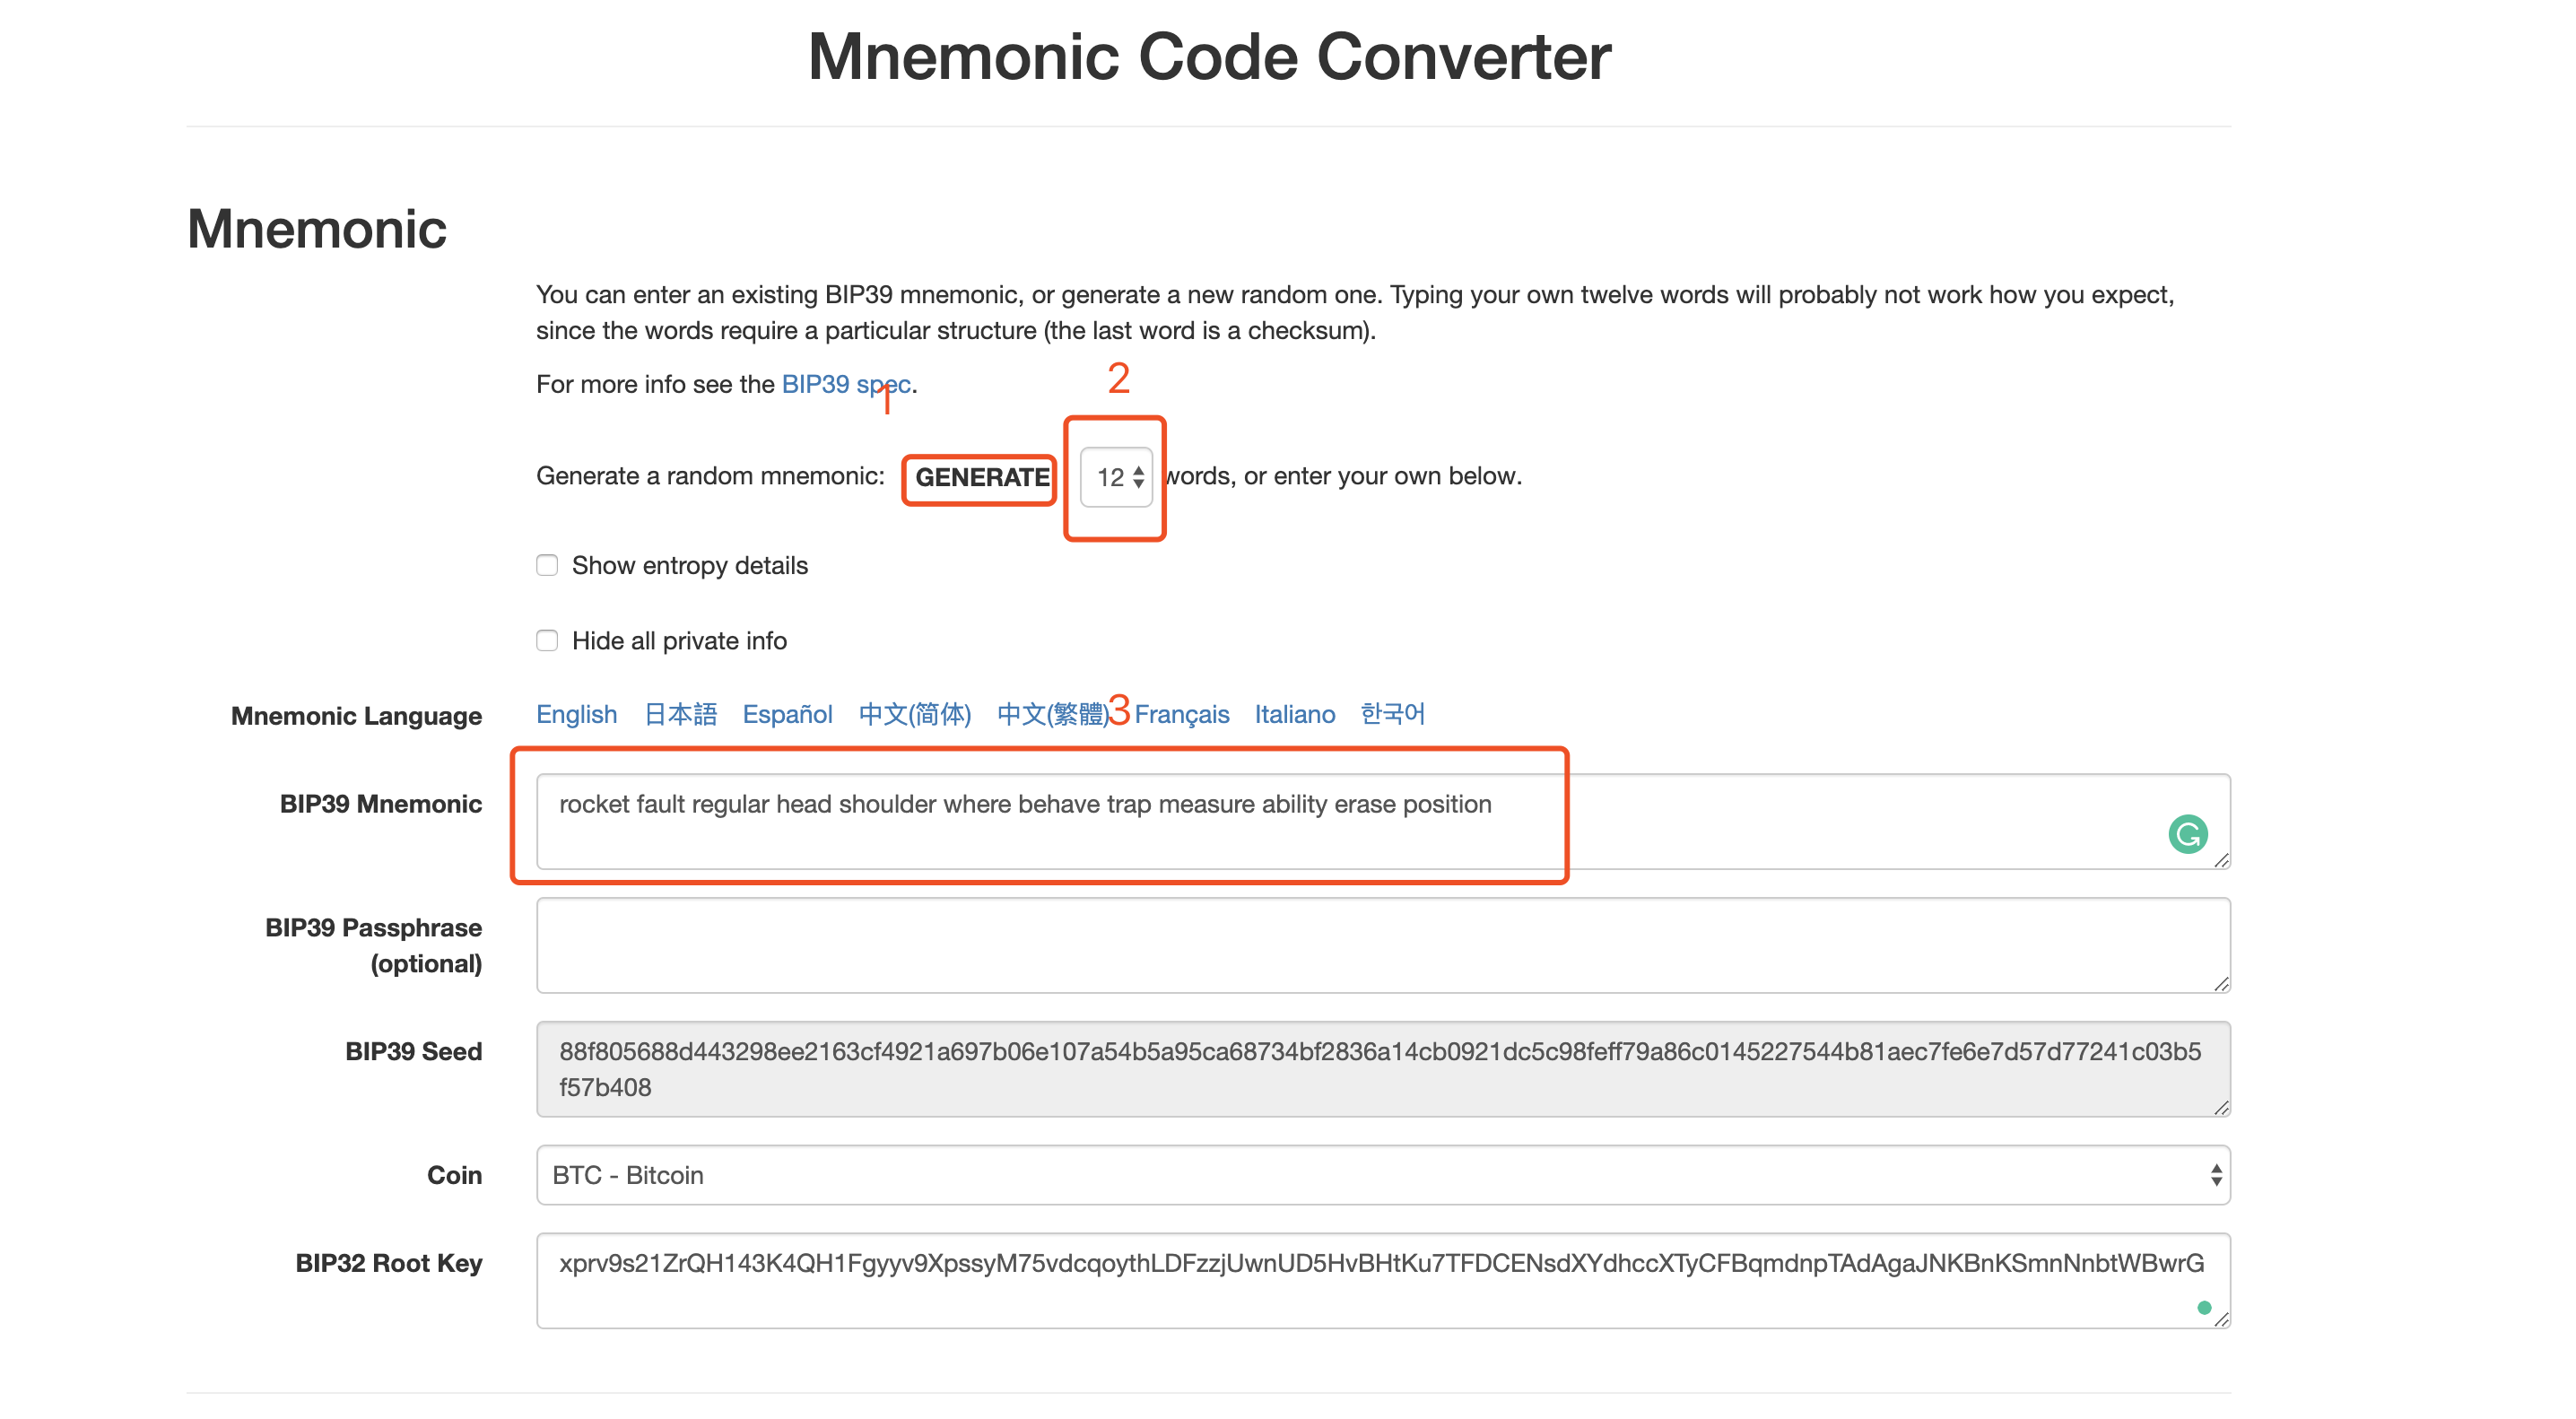 Mnemonic Code Converter
Mnemonic
You can enter an existing BIP39 mnemonic, or generate a new random one. Typing your own twelve words will probably not work how you expect,
since the words require a particular structure (the last word is a checksum).
For more info see the BIP39 spec.
1
2
Generate a random mnemonic: GENERATE 12 words, or enter your own below.
Show entropy details
Hide all private info
Mnemonic Language English 日本語 Español 中文(简体) 中文(繁體) 3 Français Italiano 한국어
BIP39 Mnemonic rocket fault regular head shoulder where behave trap measure ability erase position
BIP39 Passphrase
(optional)
BIP39 Seed 88f805688d443298ee2163cf4921a697b06e107a54b5a95ca68734bf2836a14cb0921dc5c98feff79a86c0145227544b81aec7fe6e7d57d77241c03b5
f57b408
Coin BTC - Bitcoin
BIP32 Root Key xprv9s21ZrQH143K4QH1Fgyyv9XpssyM75vdcqoythLDFzzjUwnUD5HvBHtKu7TFDCENsdXYdhccXTyCFBqmdnpTAdAgaJNKBnKSmnNnbtWBwrG